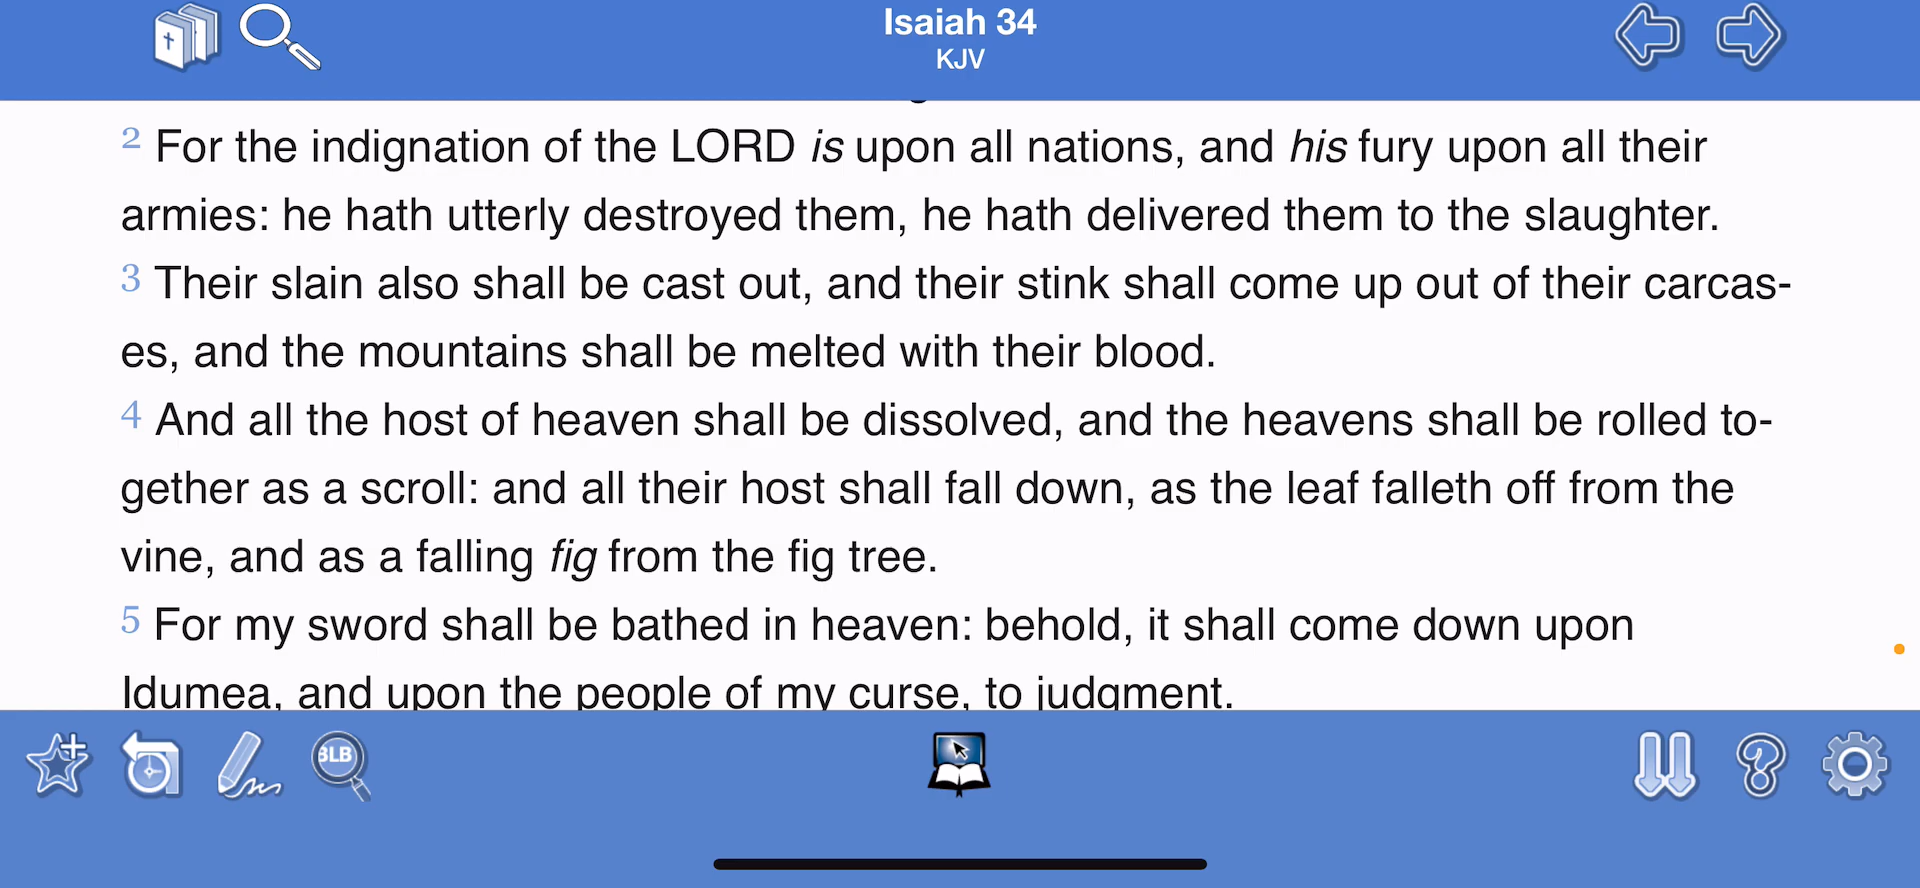 Isaiah 34
KJV
2 For the indignation of the LORD is upon all nations, and his fury upon all their
armies: he hath utterly destroyed them, he hath delivered them to the slaughter.
3 Their slain also shall be cast out, and their stink shall come up out of their carcas-
es, and the mountains shall be melted with their blood.
4 And all the host of heaven shall be dissolved, and the heavens shall be rolled to-
gether as a scroll: and all their host shall fall down, as the leaf falleth off from the
vine, and as a falling fig from the fig tree.
5 For my sword shall be bathed in heaven: behold, it shall come down upon
Idumea, and upon the people of my curse, to judgment.
BLB